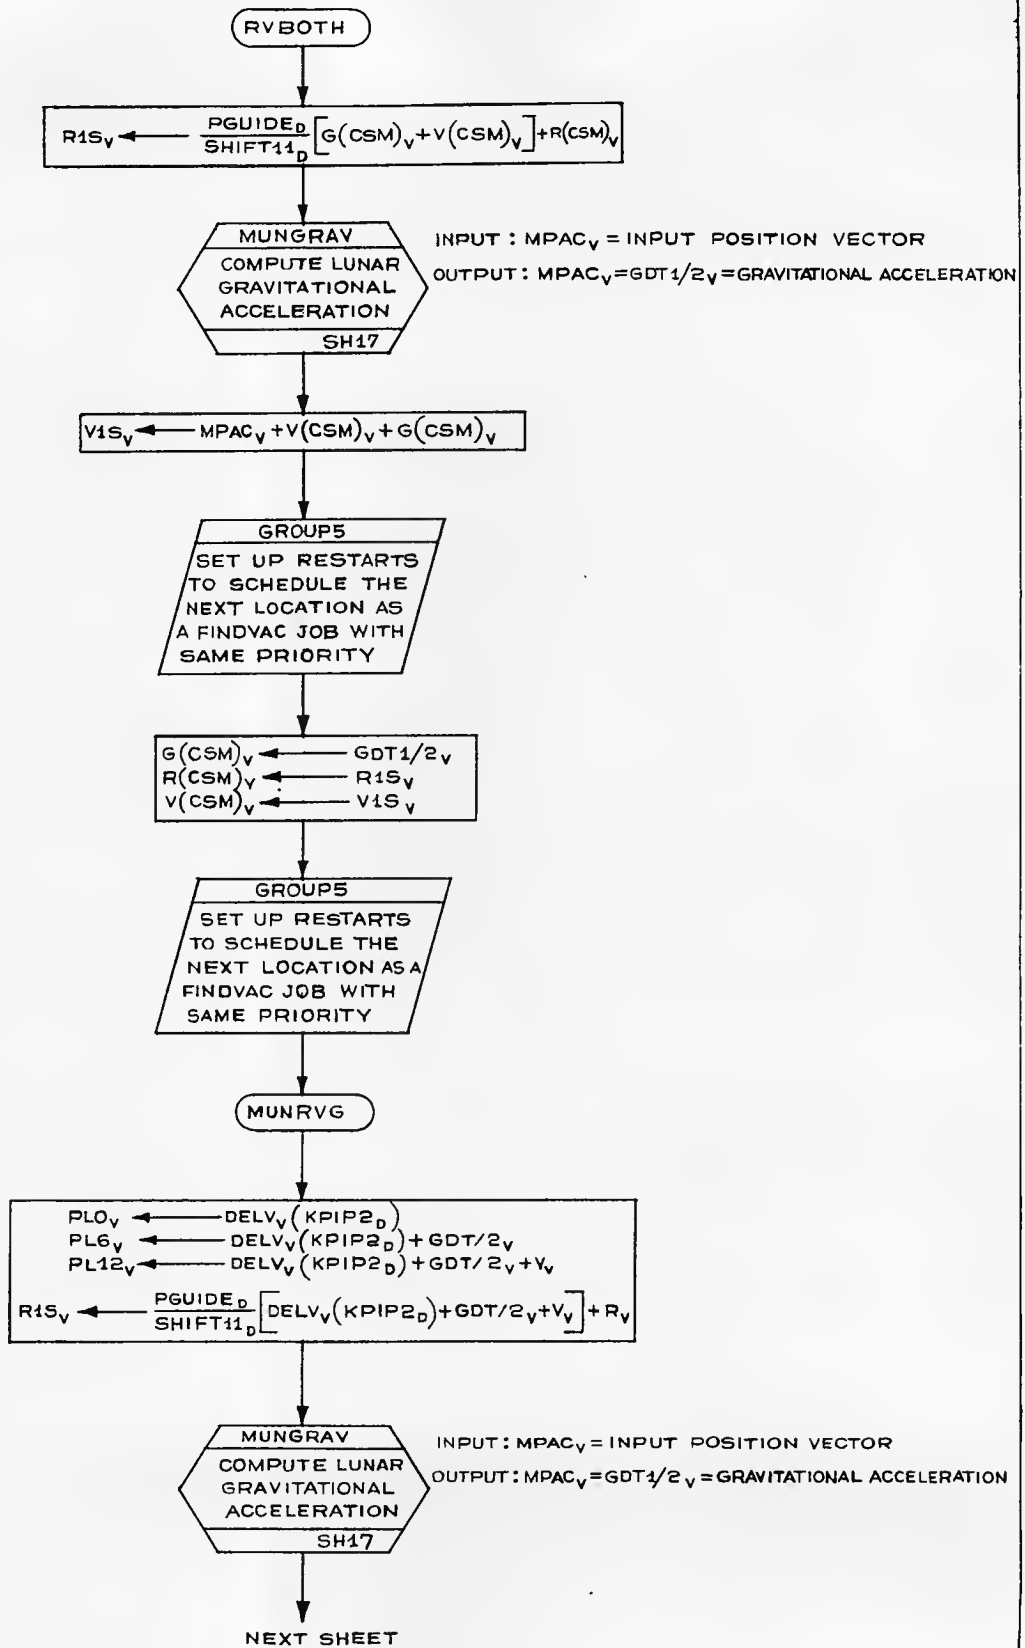 RVBOTH
R1S_V ← PGUIDE_D / SHIFT11_D [G(CSM)_V + V(CSM)_V] + R(CSM)_V
MUNGRAV
COMPUTE LUNAR
GRAVITATIONAL
ACCELERATION
SH17
INPUT: MPAC_V = INPUT POSITION VECTOR
OUTPUT: MPAC_V = GDT1/2_V = GRAVITATIONAL ACCELERATION
V1S_V ← MPAC_V + V(CSM)_V + G(CSM)_V
GROUP5
SET UP RESTARTS
TO SCHEDULE THE
NEXT LOCATION AS
A FINDVAC JOB WITH
SAME PRIORITY
G(CSM)_V ← GDT1/2_V
R(CSM)_V ← R1S_V
V(CSM)_V ← V1S_V
GROUP5
SET UP RESTARTS
TO SCHEDULE THE
NEXT LOCATION AS A
FINDVAC JOB WITH
SAME PRIORITY
MUNRVG
PL0_V ← DELV_V(KPIP2_D)
PL6_V ← DELV_V(KPIP2_D) + GDT/2_V
PL12_V ← DELV_V(KPIP2_D) + GDT/2_V + V_V
R1S_V ← PGUIDE_D / SHIFT11_D [DELV_V(KPIP2_D) + GDT/2_V + V_V] + R_V
MUNGRAV
COMPUTE LUNAR
GRAVITATIONAL
ACCELERATION
SH17
INPUT: MPAC_V = INPUT POSITION VECTOR
OUTPUT: MPAC_V = GDT1/2_V = GRAVITATIONAL ACCELERATION
NEXT SHEET